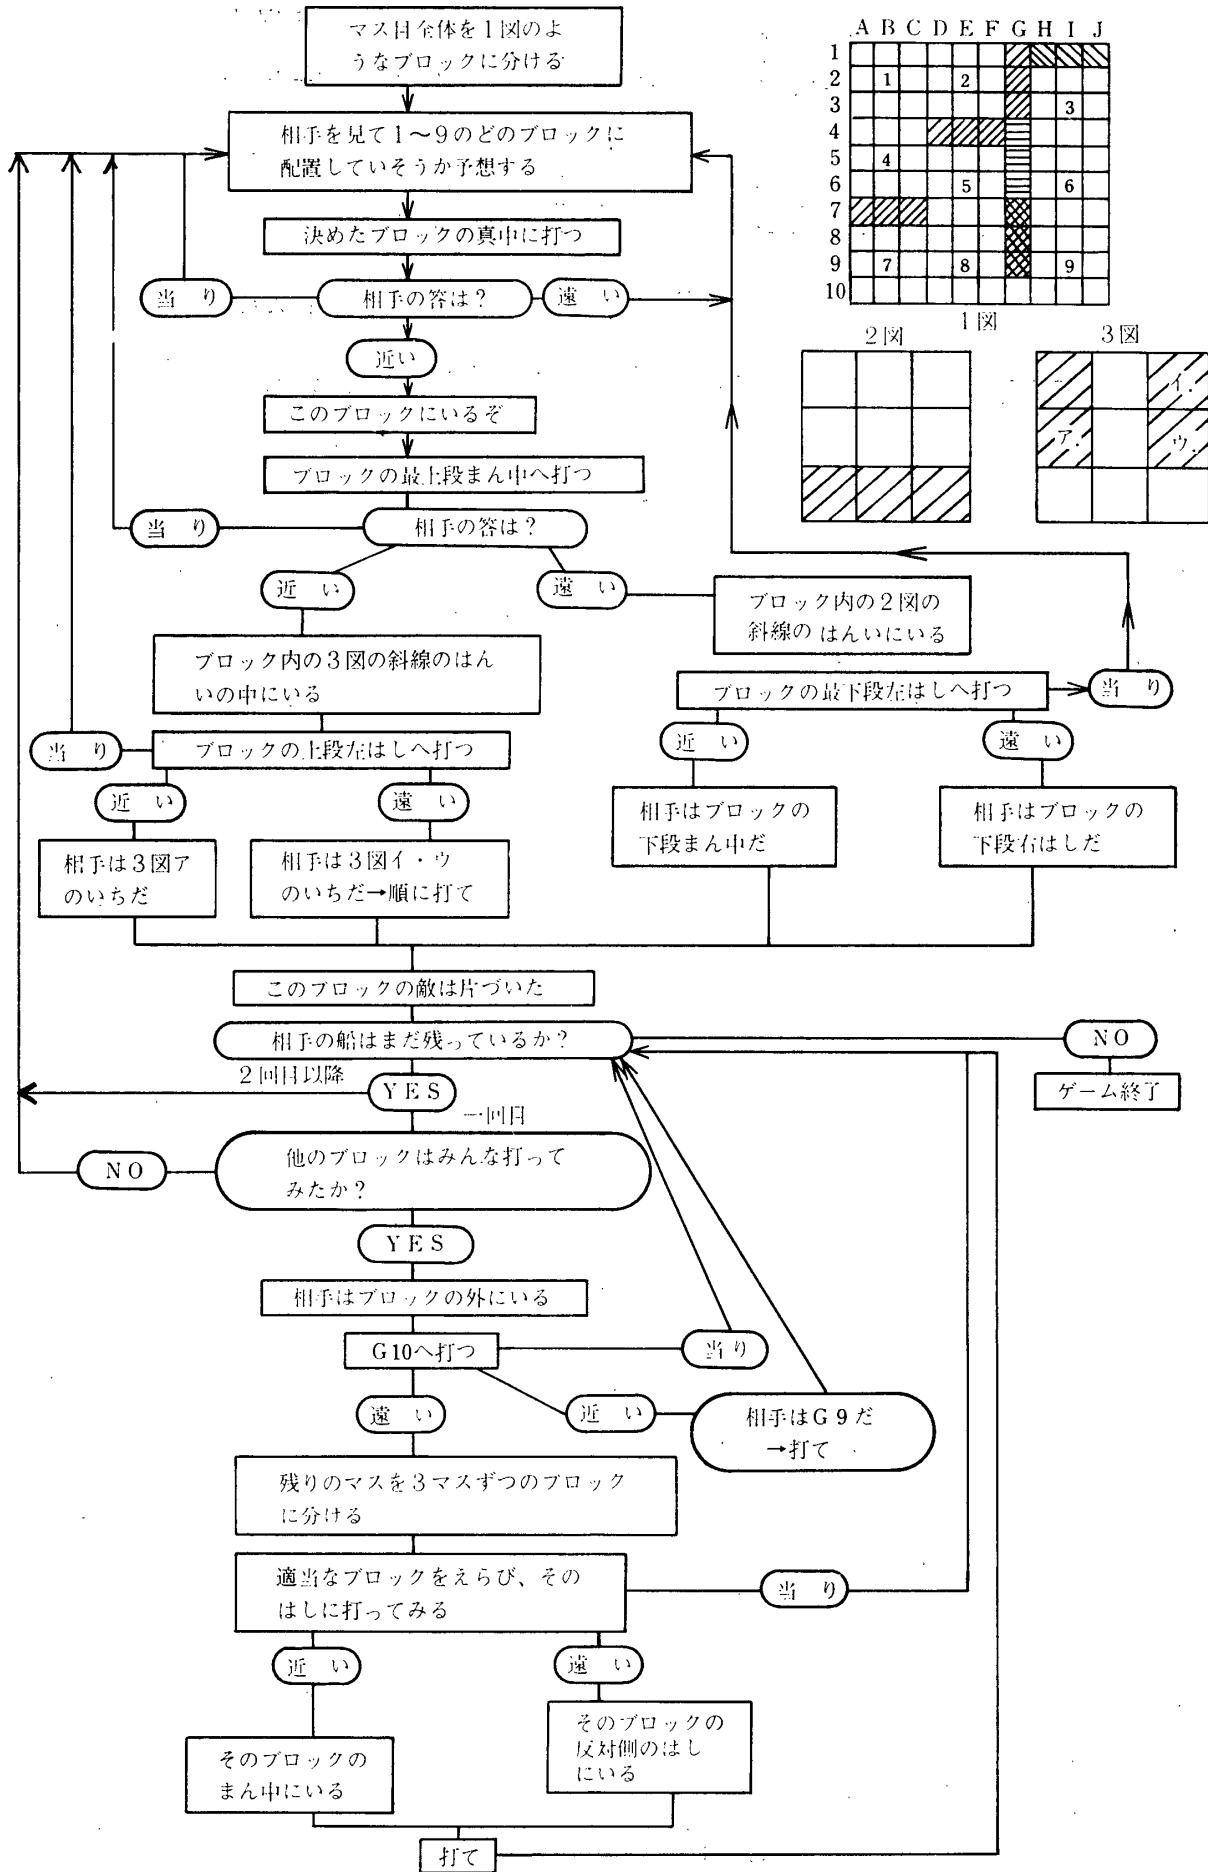 マス目全体を1図のよ
うなブロックに分ける
相手を見て1～9のどのブロックに
配置していそうか予想する
決めたブロックの真中に打つ
当り
相手の答は？
遠い
近い
このブロックにいるぞ
ブロックの最上段まん中へ打つ
当り
相手の答は？
近い
遠い
ブロック内の2図の
斜線の はんいにいる
ブロック内の3図の斜線のはん
いの中にいる
ブロックの最下段左はしへ打つ
当り
当り
ブロックの上段左はしへ打つ
近い
遠い
近い
遠い
相手は3図ア
のいちだ
相手は3図イ・ウ
のいちだ→順に打て
相手はブロックの
下段まん中だ
相手はブロックの
下段右はしだ
このブロックの敵は片づいた
相手の船はまだ残っているか？
NO
ゲーム終了
2回目以降
YES
一回目
他のブロックはみんな打って
みたか？
NO
YES
相手はブロックの外にいる
G10へ打つ
当り
遠い
近い
相手はG9だ
→打て
残りのマスを3マスずつのブロック
に分ける
適当なブロックをえらび、その
はしに打ってみる
当り
近い
遠い
そのブロックの
まん中にいる
そのブロックの
反対側のはし
にいる
打て
A B C D E F G H I J
1
2 1 2
3 3
4
5 4
6 5 6
7
8
9 7 8 9
10
1図
2図
3図
イ.
ア.
ウ.